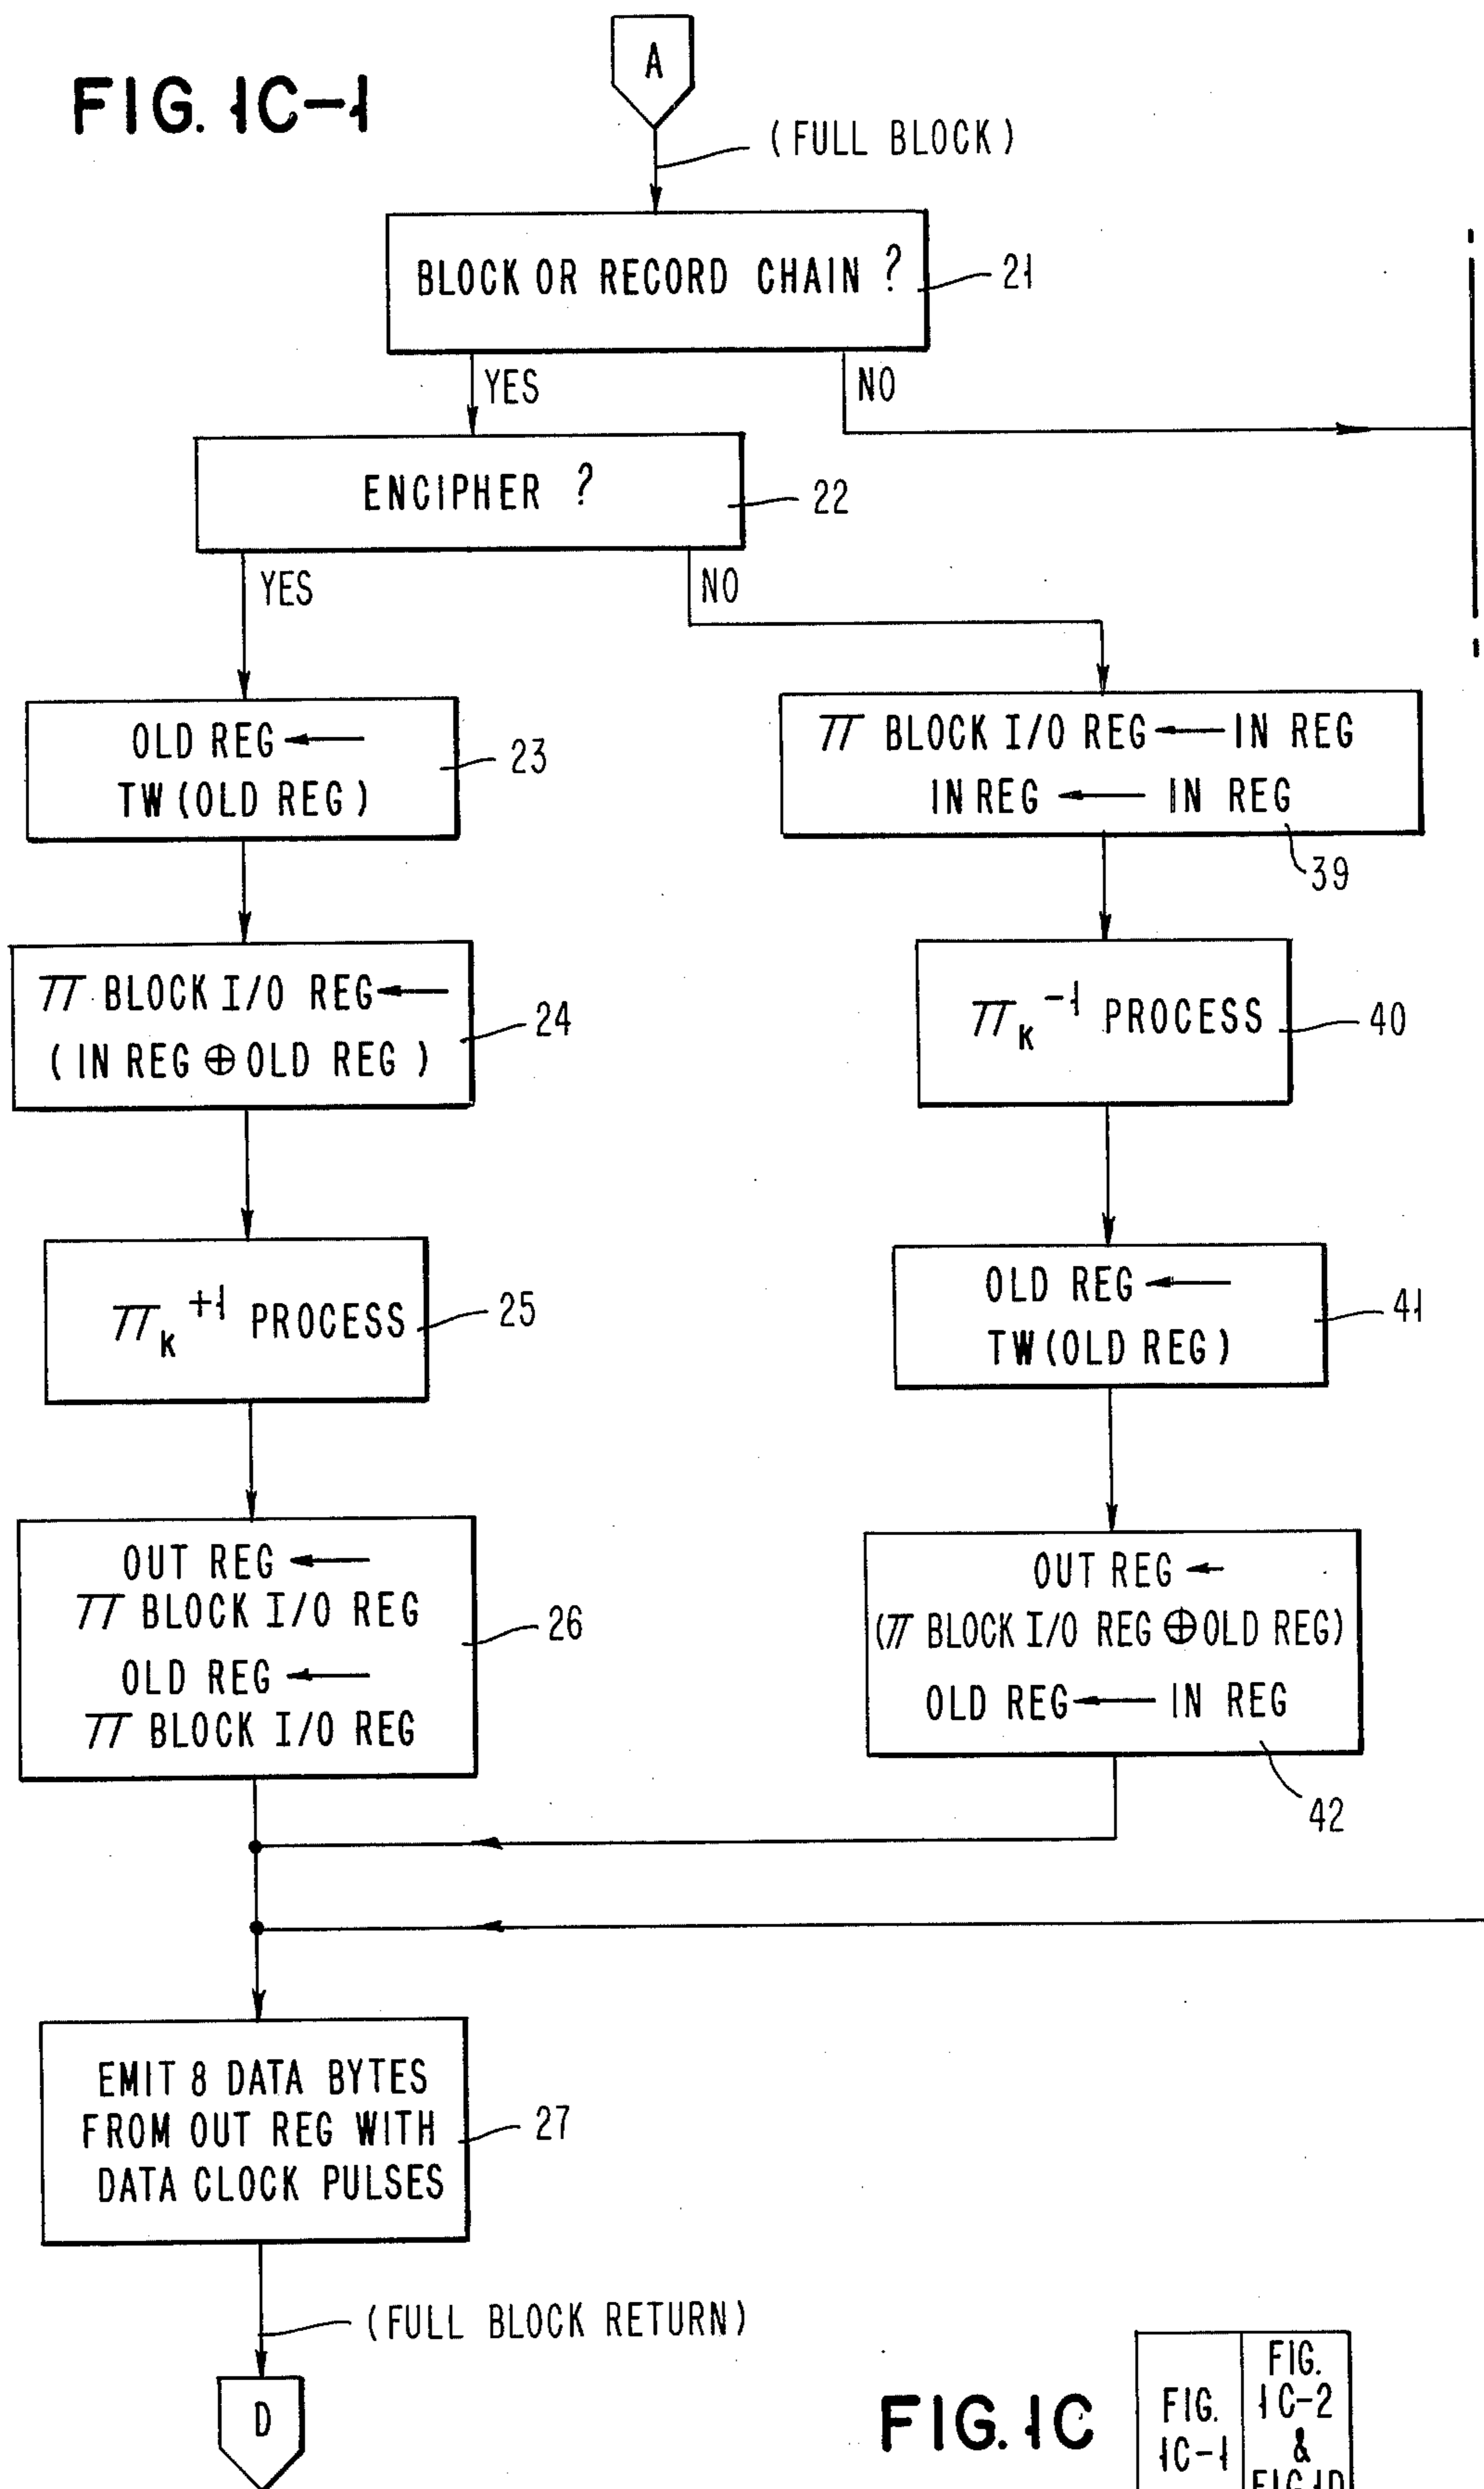 FIG. 1C-1
A
(FULL BLOCK)
BLOCK OR RECORD CHAIN ?
21
YES
NO
ENCIPHER ?
22
YES
NO
OLD REG ←
TW (OLD REG)
23
π BLOCK I/O REG ← IN REG
IN REG ← IN REG
39
π BLOCK I/O REG ←
(IN REG ⊕ OLD REG)
24
π_K^-1 PROCESS
40
π_K^+1 PROCESS
25
OLD REG ←
TW (OLD REG)
41
OUT REG ←
π BLOCK I/O REG
OLD REG ←
π BLOCK I/O REG
26
OUT REG ←
(π BLOCK I/O REG ⊕ OLD REG)
OLD REG ← IN REG
42
EMIT 8 DATA BYTES
FROM OUT REG WITH
DATA CLOCK PULSES
27
(FULL BLOCK RETURN)
D
FIG. 1C
FIG.
1C-1
FIG.
1C-2
&
FIG. 1D